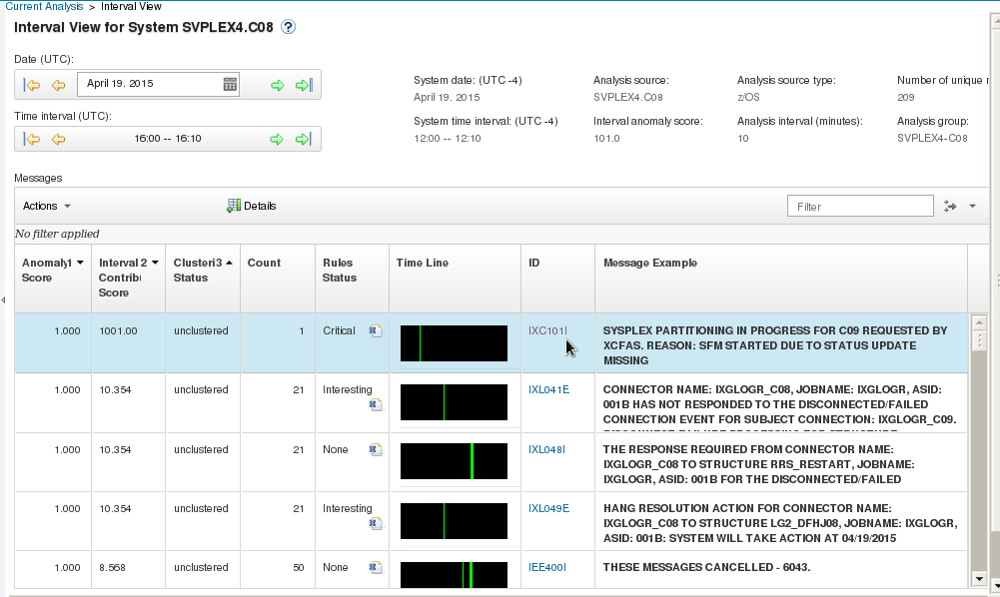 Current Analysis > Interval View
Interval View for System SVPLEX4.C08 ?
Date (UTC):
April 19, 2015
Time interval (UTC):
16:00 -- 16:10
System date: (UTC -4)
April 19, 2015
Analysis source:
SVPLEX4.C08
Analysis source type:
z/OS
Number of unique
209
System time interval: (UTC -4)
12:00 -- 12:10
Interval anomaly score:
101.0
Analysis interval (minutes):
10
Analysis group:
SVPLEX4-C08
Messages
Actions
Details
Filter
No filter applied
Anomaly1
Score
Interval 2
Contrib
Score
Clusteri3
Status
Count
Rules
Status
Time Line
ID
Message Example
1.000 1001.00 unclustered 1 Critical IXC101I
SYSPLEX PARTITIONING IN PROGRESS FOR C09 REQUESTED BY
XCFAS. REASON: SFM STARTED DUE TO STATUS UPDATE
MISSING
1.000 10.354 unclustered 21 Interesting IXL041E
CONNECTOR NAME: IXGLOGR_C08, JOBNAME: IXGLOGR, ASID:
001B HAS NOT RESPONDED TO THE DISCONNECTED/FAILED
CONNECTION EVENT FOR SUBJECT CONNECTION: IXGLOGR_C09.
1.000 10.354 unclustered 21 None IXL048I
THE RESPONSE REQUIRED FROM CONNECTOR NAME:
IXGLOGR_C08 TO STRUCTURE RRS_RESTART, JOBNAME:
IXGLOGR, ASID: 001B FOR THE DISCONNECTED/FAILED
1.000 10.354 unclustered 21 Interesting IXL049E
HANG RESOLUTION ACTION FOR CONNECTOR NAME:
IXGLOGR_C08 TO STRUCTURE LG2_DFHJ08, JOBNAME: IXGLOGR,
ASID: 001B: SYSTEM WILL TAKE ACTION AT 04/19/2015
1.000 8.568 unclustered 50 None IEE400I
THESE MESSAGES CANCELLED - 6043.